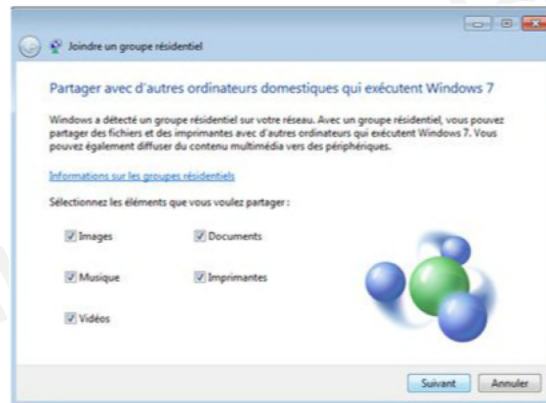 Joindre un groupe résidentiel
Partager avec d'autres ordinateurs domestiques qui exécutent Windows 7
Windows a détecté un groupe résidentiel sur votre réseau. Avec un groupe résidentiel, vous pouvez
partager des fichiers et des imprimantes avec d'autres ordinateurs qui exécutent Windows 7. Vous
pouvez également diffuser du contenu multimédia vers des périphériques.
Informations sur les groupes résidentiels
Sélectionnez les éléments que vous voulez partager :
Images Documents
Musique Imprimantes
Vidéos
Suivant Annuler